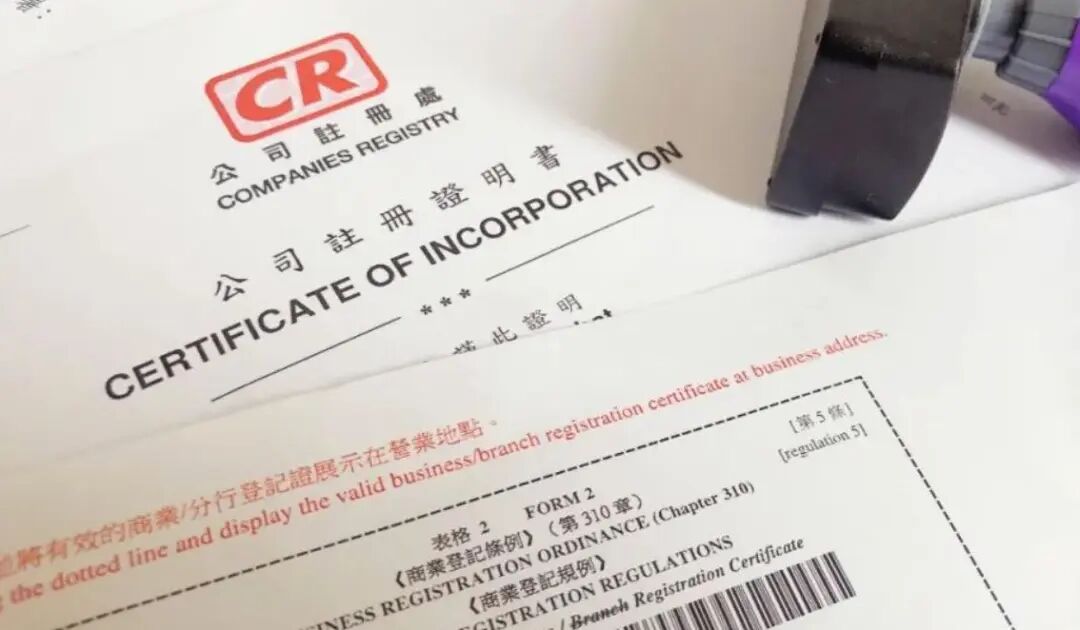 CR
公司註冊處
COMPANIES REGISTRY
公司註冊證明書
CERTIFICATE OF INCORPORATION
***
此證明
將有效的商業/分行登記證展示在營業地點。
the dotted line and display the valid business/branch registration certificate at business address.
[第5條]
[regulation 5]
表格 2 FORM 2
《商業登記條例》(第310章)
REGISTRATION ORDINANCE (Chapter 310)
《商業登記規例》
REGULATIONS
/ Branch Registration Certificate